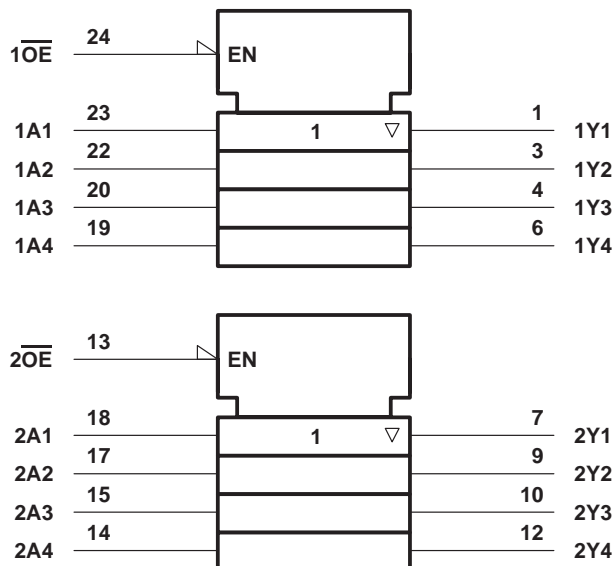 24
1O̅E̅ EN
23 1
1A1 1 1Y1
22 3
1A2 1Y2
20 4
1A3 1Y3
19 6
1A4 1Y4
13
2O̅E̅ EN
18 7
2A1 1 2Y1
17 9
2A2 2Y2
15 10
2A3 2Y3
14 12
2A4 2Y4